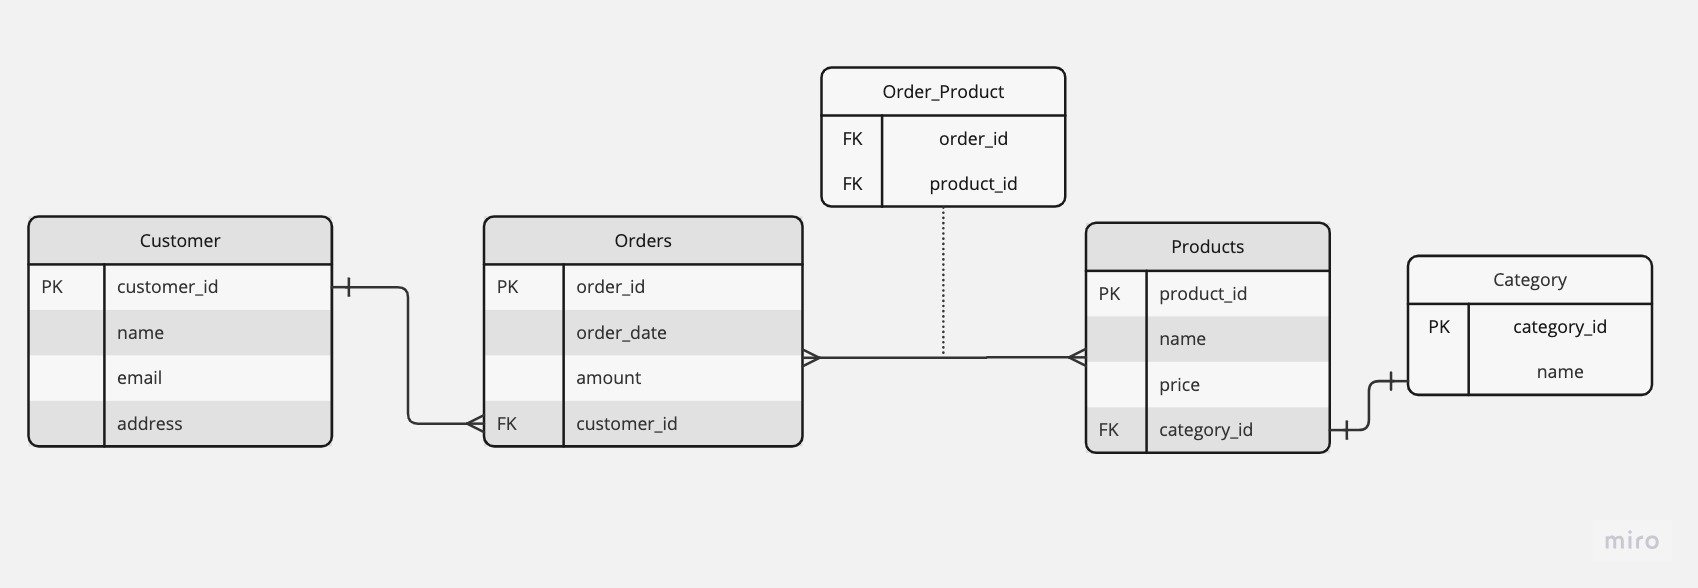 Order_Product
FK order_id
FK product_id
Customer
PK customer_id
name
email
address
Orders
PK order_id
order_date
amount
FK customer_id
Products
PK product_id
name
price
FK category_id
Category
PK category_id
name
miro